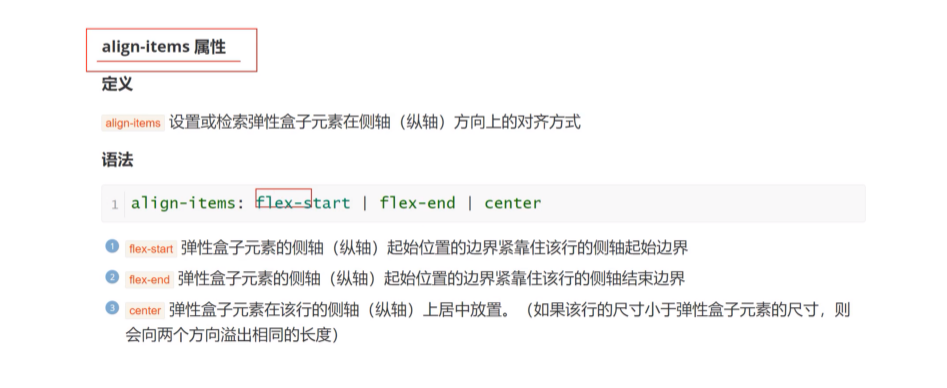 align-items 属性
定义
align-items 设置或检索弹性盒子元素在侧轴（纵轴）方向上的对齐方式
语法
1 align-items: flex-start | flex-end | center
1 flex-start 弹性盒子元素的侧轴（纵轴）起始位置的边界紧靠住该行的侧轴起始边界
2 flex-end 弹性盒子元素的侧轴（纵轴）起始位置的边界紧靠住该行的侧轴结束边界
3 center 弹性盒子元素在该行的侧轴（纵轴）上居中放置。（如果该行的尺寸小于弹性盒子元素的尺寸，则
会向两个方向溢出相同的长度）